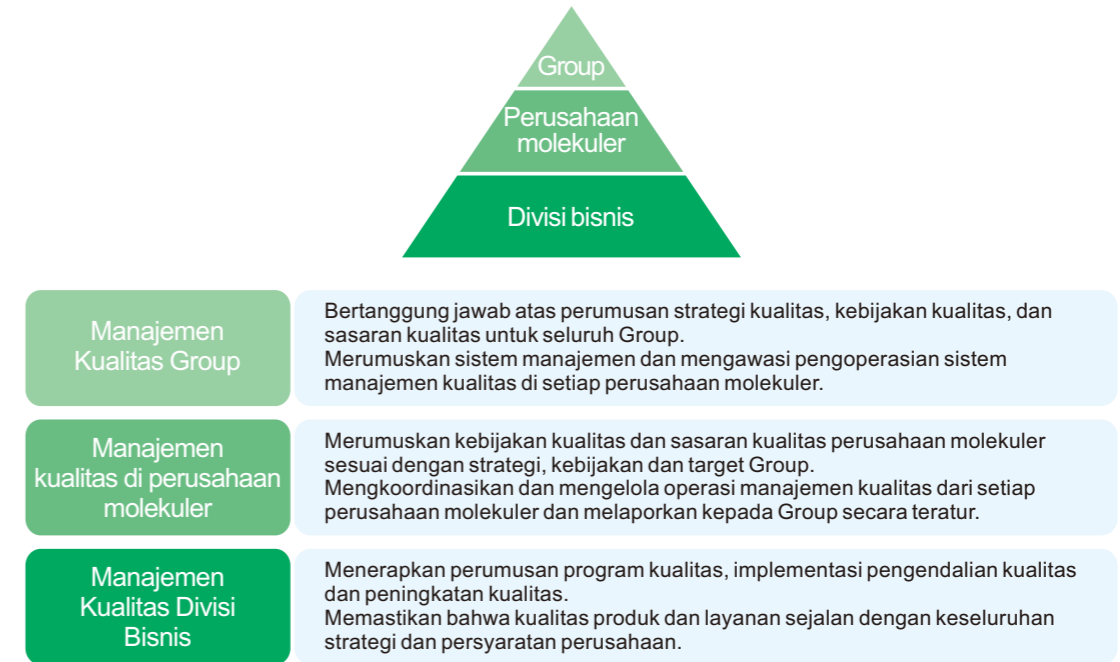 Group
Perusahaan
molekuler
Divisi bisnis
Manajemen
Kualitas Group
Bertanggung jawab atas perumusan strategi kualitas, kebijakan kualitas, dan
sasaran kualitas untuk seluruh Group.
Merumuskan sistem manajemen dan mengawasi pengoperasian sistem
manajemen kualitas di setiap perusahaan molekuler.
Manajemen
kualitas di perusahaan
molekuler
Merumuskan kebijakan kualitas dan sasaran kualitas perusahaan molekuler
sesuai dengan strategi, kebijakan dan target Group.
Mengkoordinasikan dan mengelola operasi manajemen kualitas dari setiap
perusahaan molekuler dan melaporkan kepada Group secara teratur.
Manajemen
Kualitas Divisi
Bisnis
Menerapkan perumusan program kualitas, implementasi pengendalian kualitas
dan peningkatan kualitas.
Memastikan bahwa kualitas produk dan layanan sejalan dengan keseluruhan
strategi dan persyaratan perusahaan.